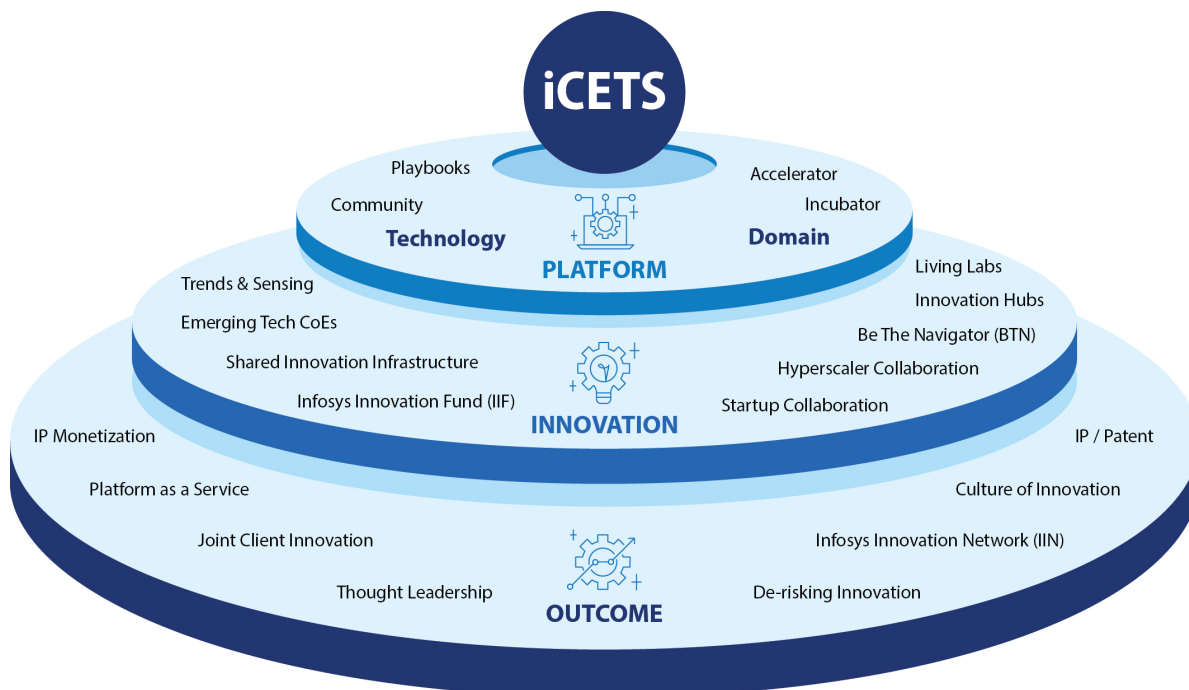 iCETS
Playbooks
Accelerator
Community
Incubator
Technology
Domain
PLATFORM
Trends & Sensing
Living Labs
Emerging Tech CoEs
Innovation Hubs
Shared Innovation Infrastructure
Be The Navigator (BTN)
Infosys Innovation Fund (IIF)
Hyperscaler Collaboration
Startup Collaboration
INNOVATION
IP Monetization
IP / Patent
Platform as a Service
Culture of Innovation
Joint Client Innovation
Infosys Innovation Network (IIN)
Thought Leadership
De-risking Innovation
OUTCOME